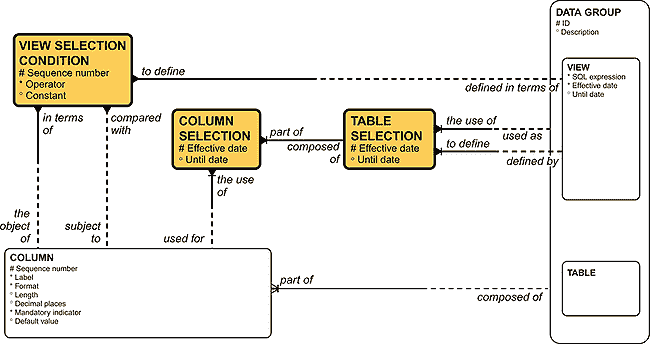 VIEW SELECTION
CONDITION
# Sequence number
* Operator
○ Constant
to define
defined in terms of
DATA GROUP
# ID
○ Description
VIEW
* SQL expression
* Effective date
○ Until date
in terms
of
compared
with
COLUMN
SELECTION
# Effective date
○ Until date
part of
composed
of
TABLE
SELECTION
# Effective date
○ Until date
the use of
used as
to define
defined by
the use
of
the
object
of
subject
to
used for
COLUMN
# Sequence number
* Label
* Format
○ Length
○ Decimal places
* Mandatory indicator
○ Default value
part of
composed of
TABLE